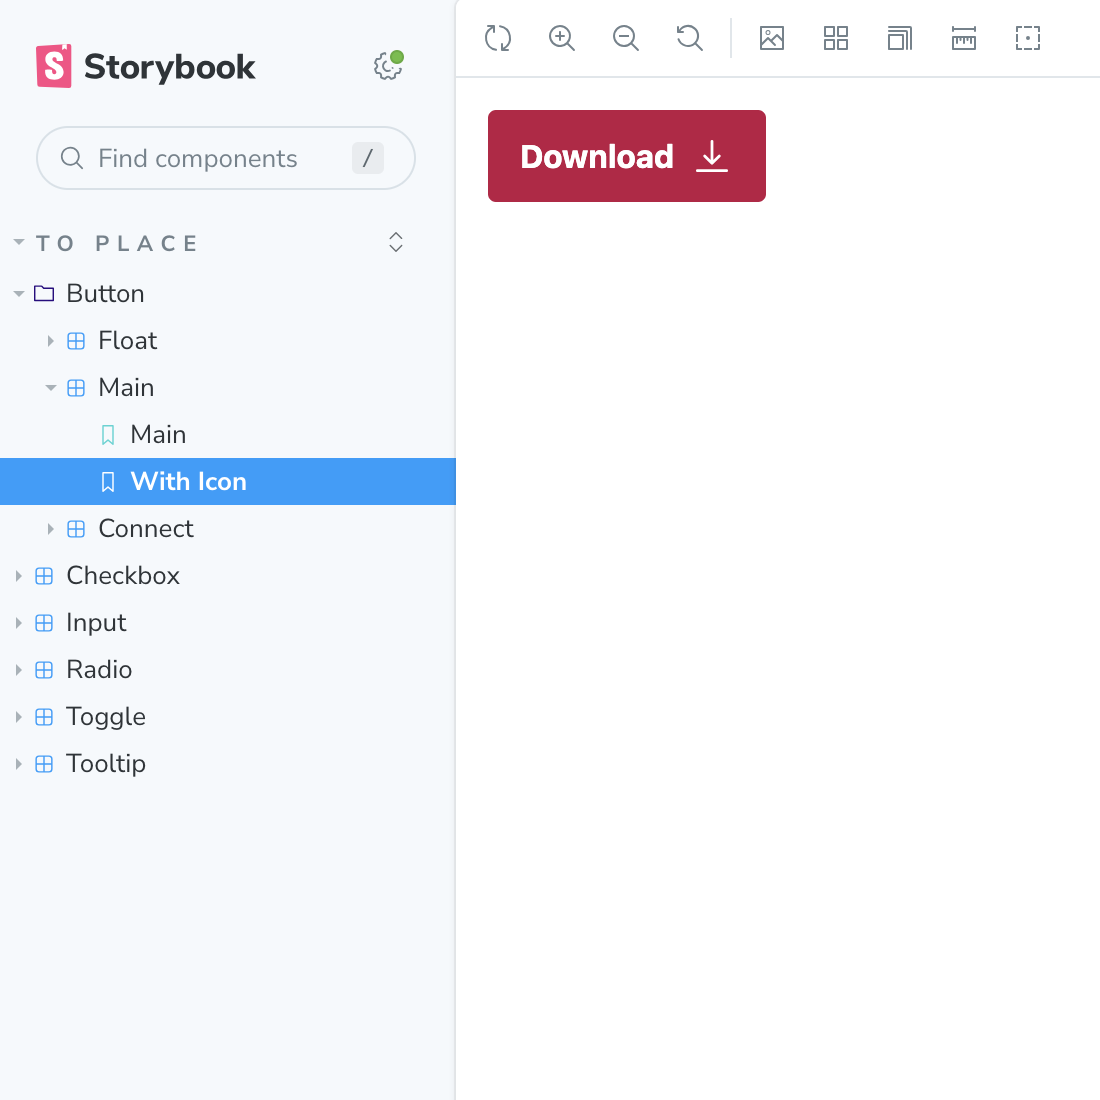 Storybook
Find components /
TO PLACE
Button
Float
Main
Main
With Icon
Connect
Checkbox
Input
Radio
Toggle
Tooltip
Download